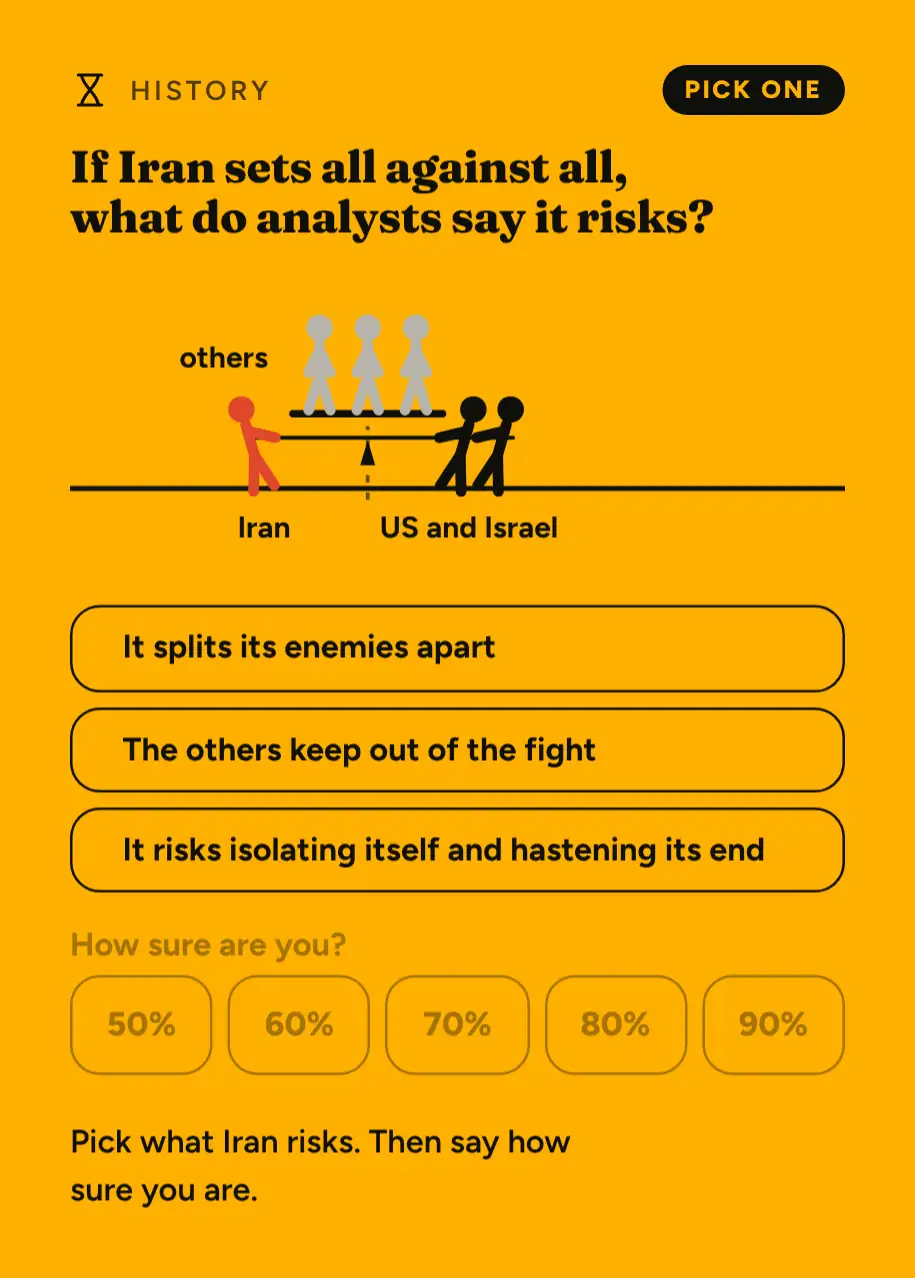 HISTORY
PICK ONE
If Iran sets all against all,
what do analysts say it risks?
others
Iran
US and Israel
It splits its enemies apart
The others keep out of the fight
It risks isolating itself and hastening its end
How sure are you?
50%
60%
70%
80%
90%
Pick what Iran risks. Then say how
sure you are.